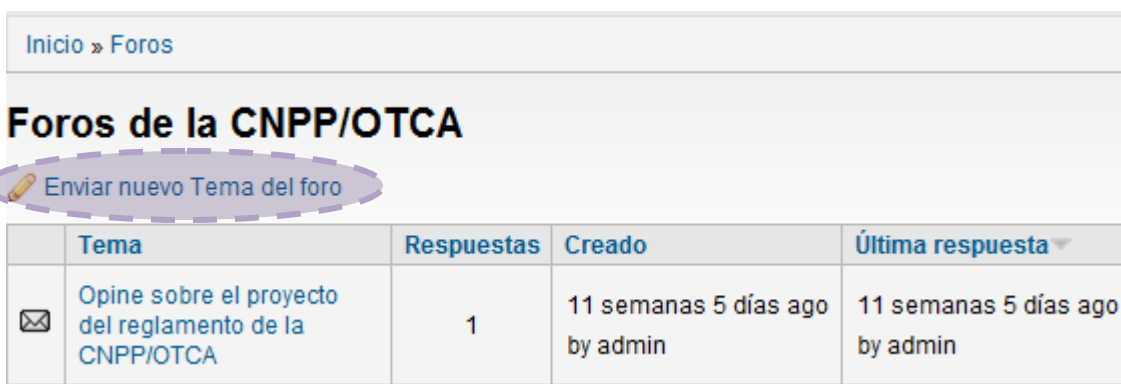 Inicio » Foros
Foros de la CNPP/OTCA
Enviar nuevo Tema del foro
Tema Respuestas Creado Última respuesta
Opine sobre el proyecto
del reglamento de la
CNPP/OTCA
1
11 semanas 5 días ago
by admin
11 semanas 5 días ago
by admin